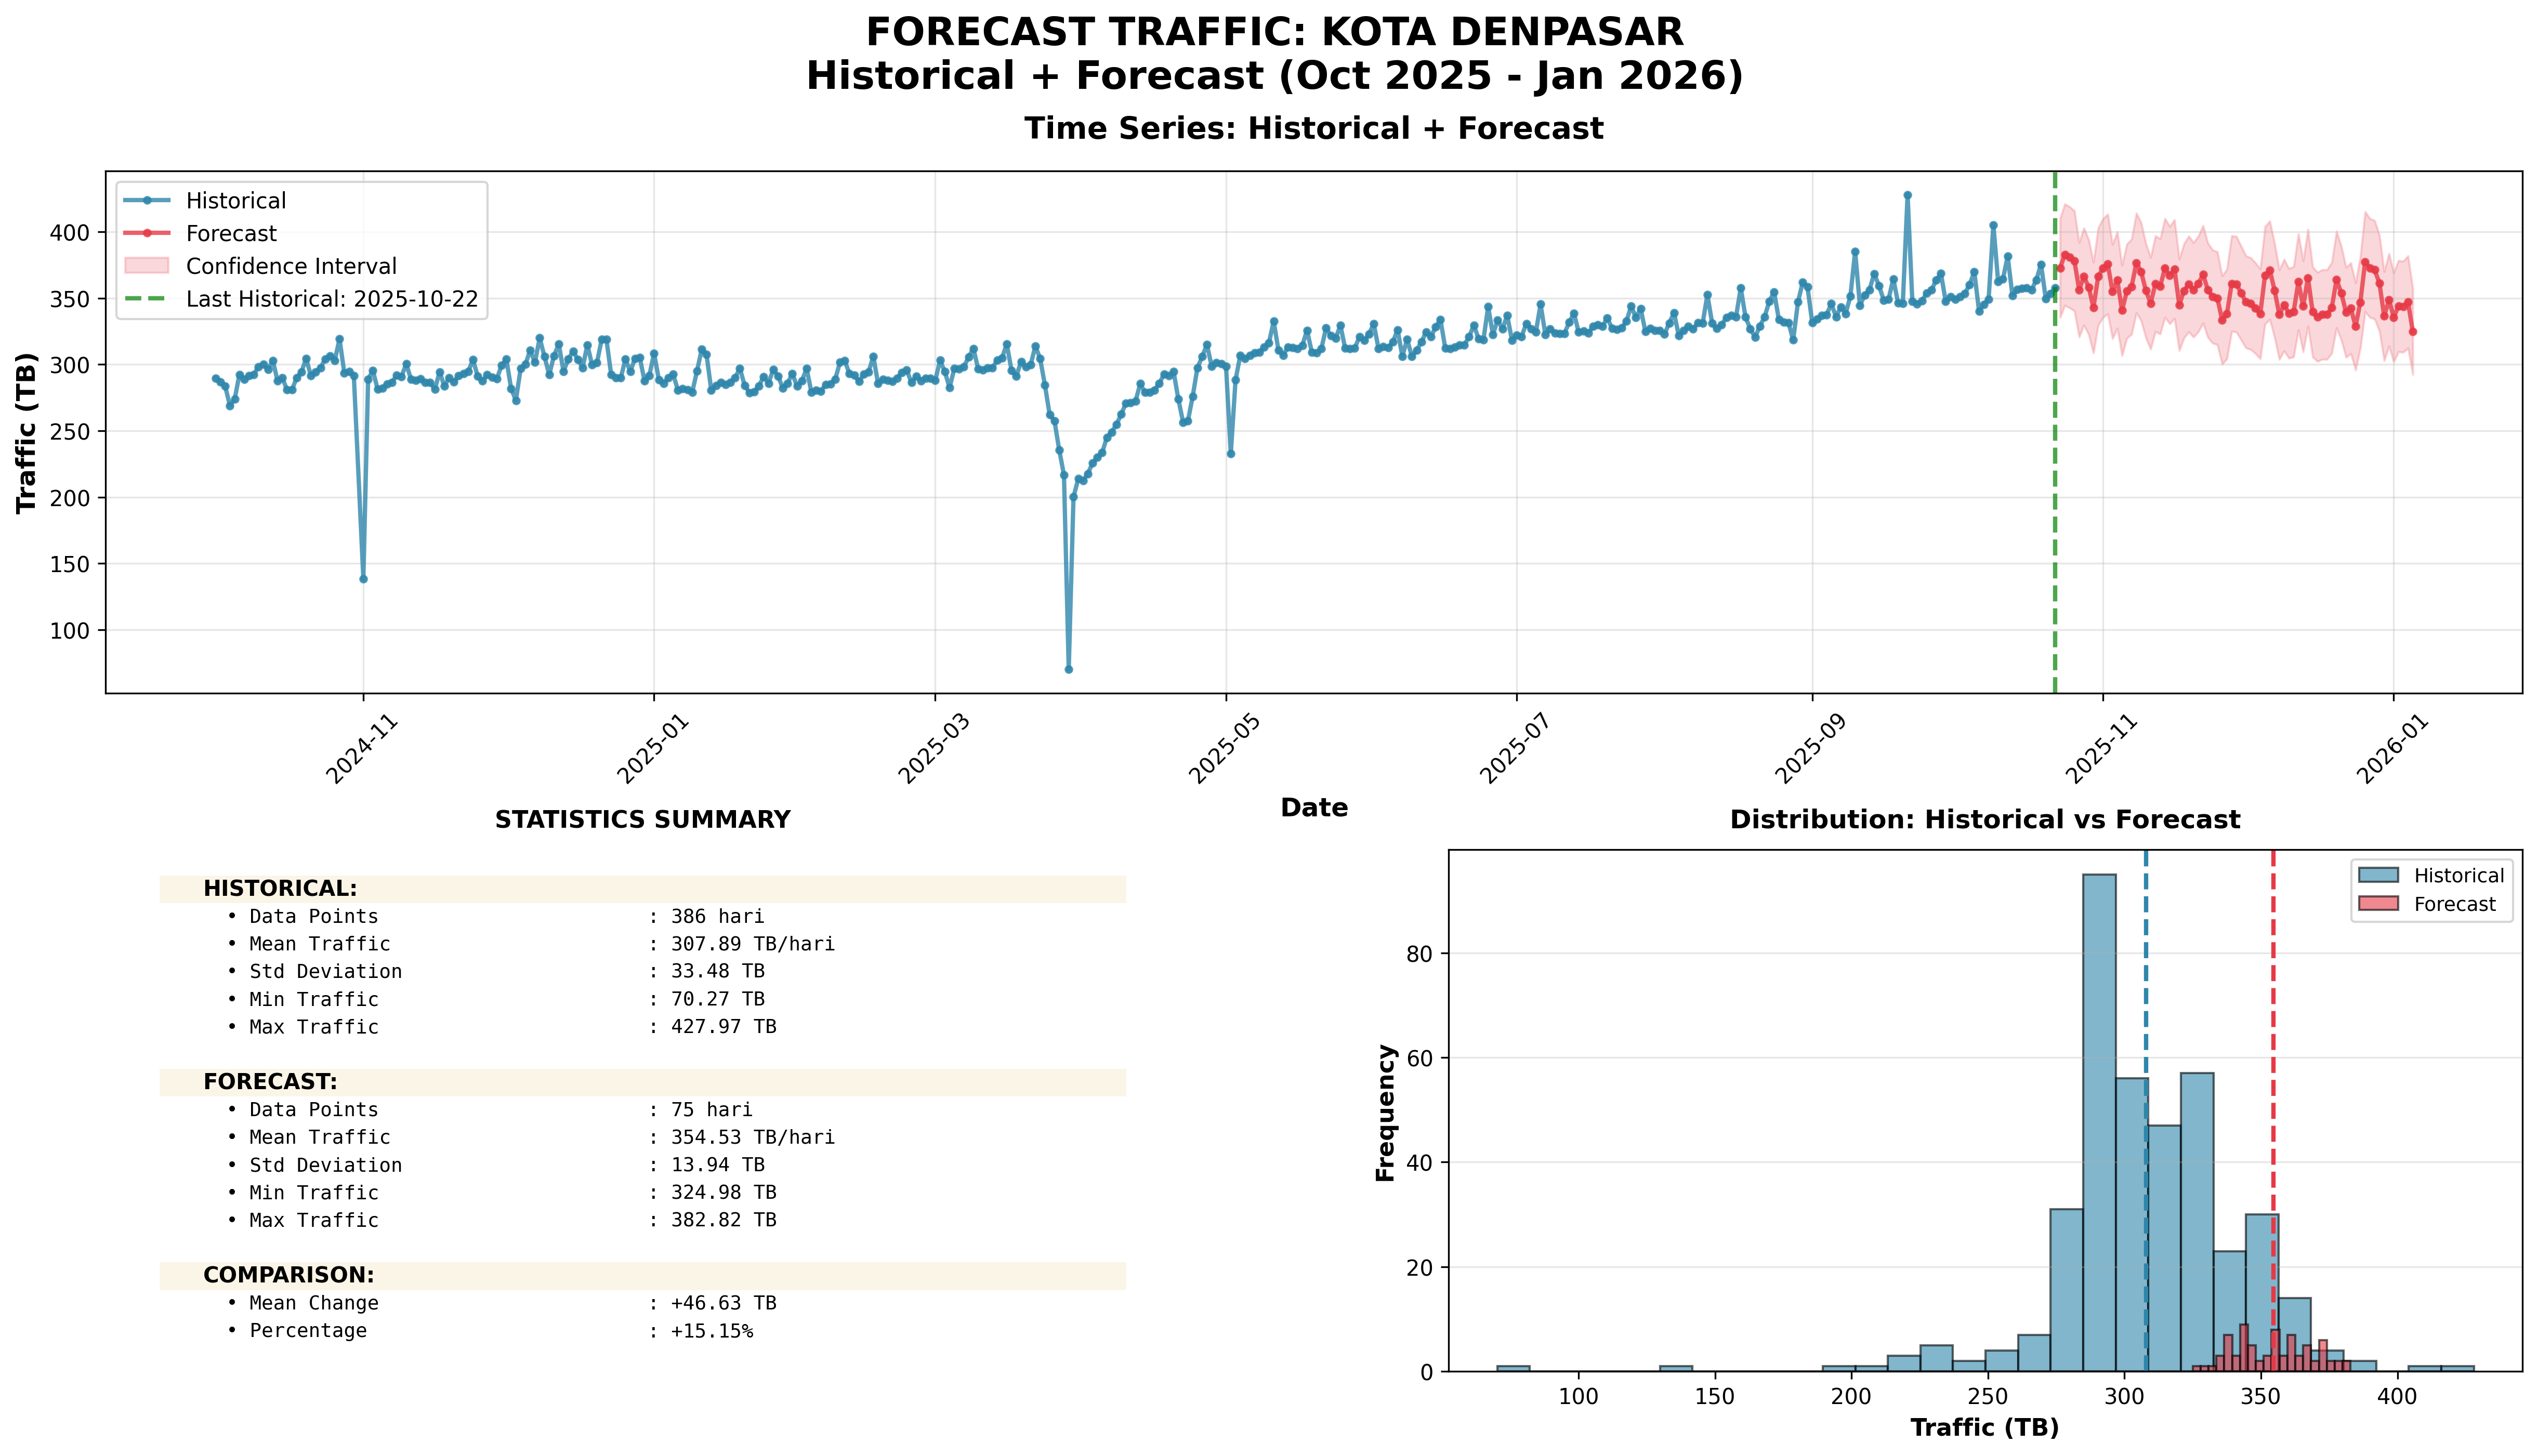 FORECAST TRAFFIC: KOTA DENPASAR
Historical + Forecast (Oct 2025 - Jan 2026)
Time Series: Historical + Forecast
Historical
Forecast
Confidence Interval
Last Historical: 2025-10-22
Traffic (TB)
400
350
300
250
200
150
100
2024-11
2025-01
2025-03
2025-05
2025-07
2025-09
2025-11
2026-01
Date
STATISTICS SUMMARY
HISTORICAL:
• Data Points : 386 hari
• Mean Traffic : 307.89 TB/hari
• Std Deviation : 33.48 TB
• Min Traffic : 70.27 TB
• Max Traffic : 427.97 TB
FORECAST:
• Data Points : 75 hari
• Mean Traffic : 354.53 TB/hari
• Std Deviation : 13.94 TB
• Min Traffic : 324.98 TB
• Max Traffic : 382.82 TB
COMPARISON:
• Mean Change : +46.63 TB
• Percentage : +15.15%
Distribution: Historical vs Forecast
Historical
Forecast
Frequency
80
60
40
20
0
100
150
200
250
300
350
400
Traffic (TB)